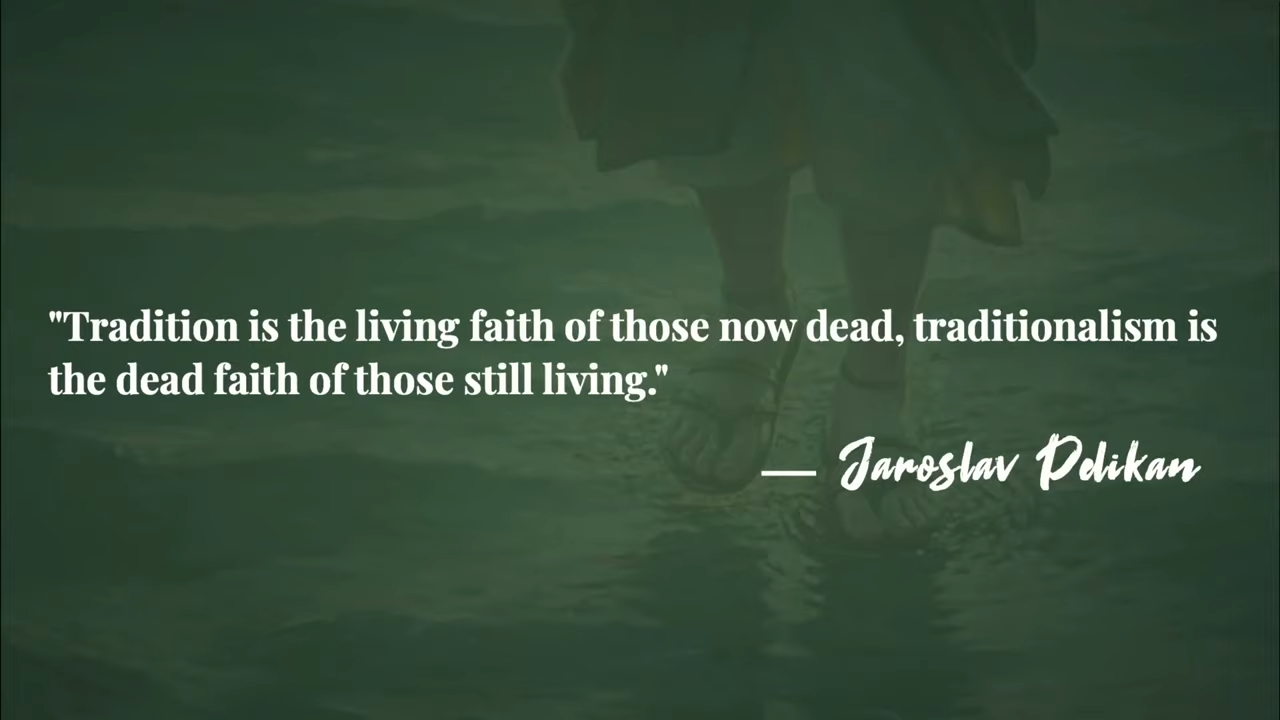 "Tradition is the living faith of those now dead, traditionalism is
the dead faith of those still living."
— Jaroslav Pelikan